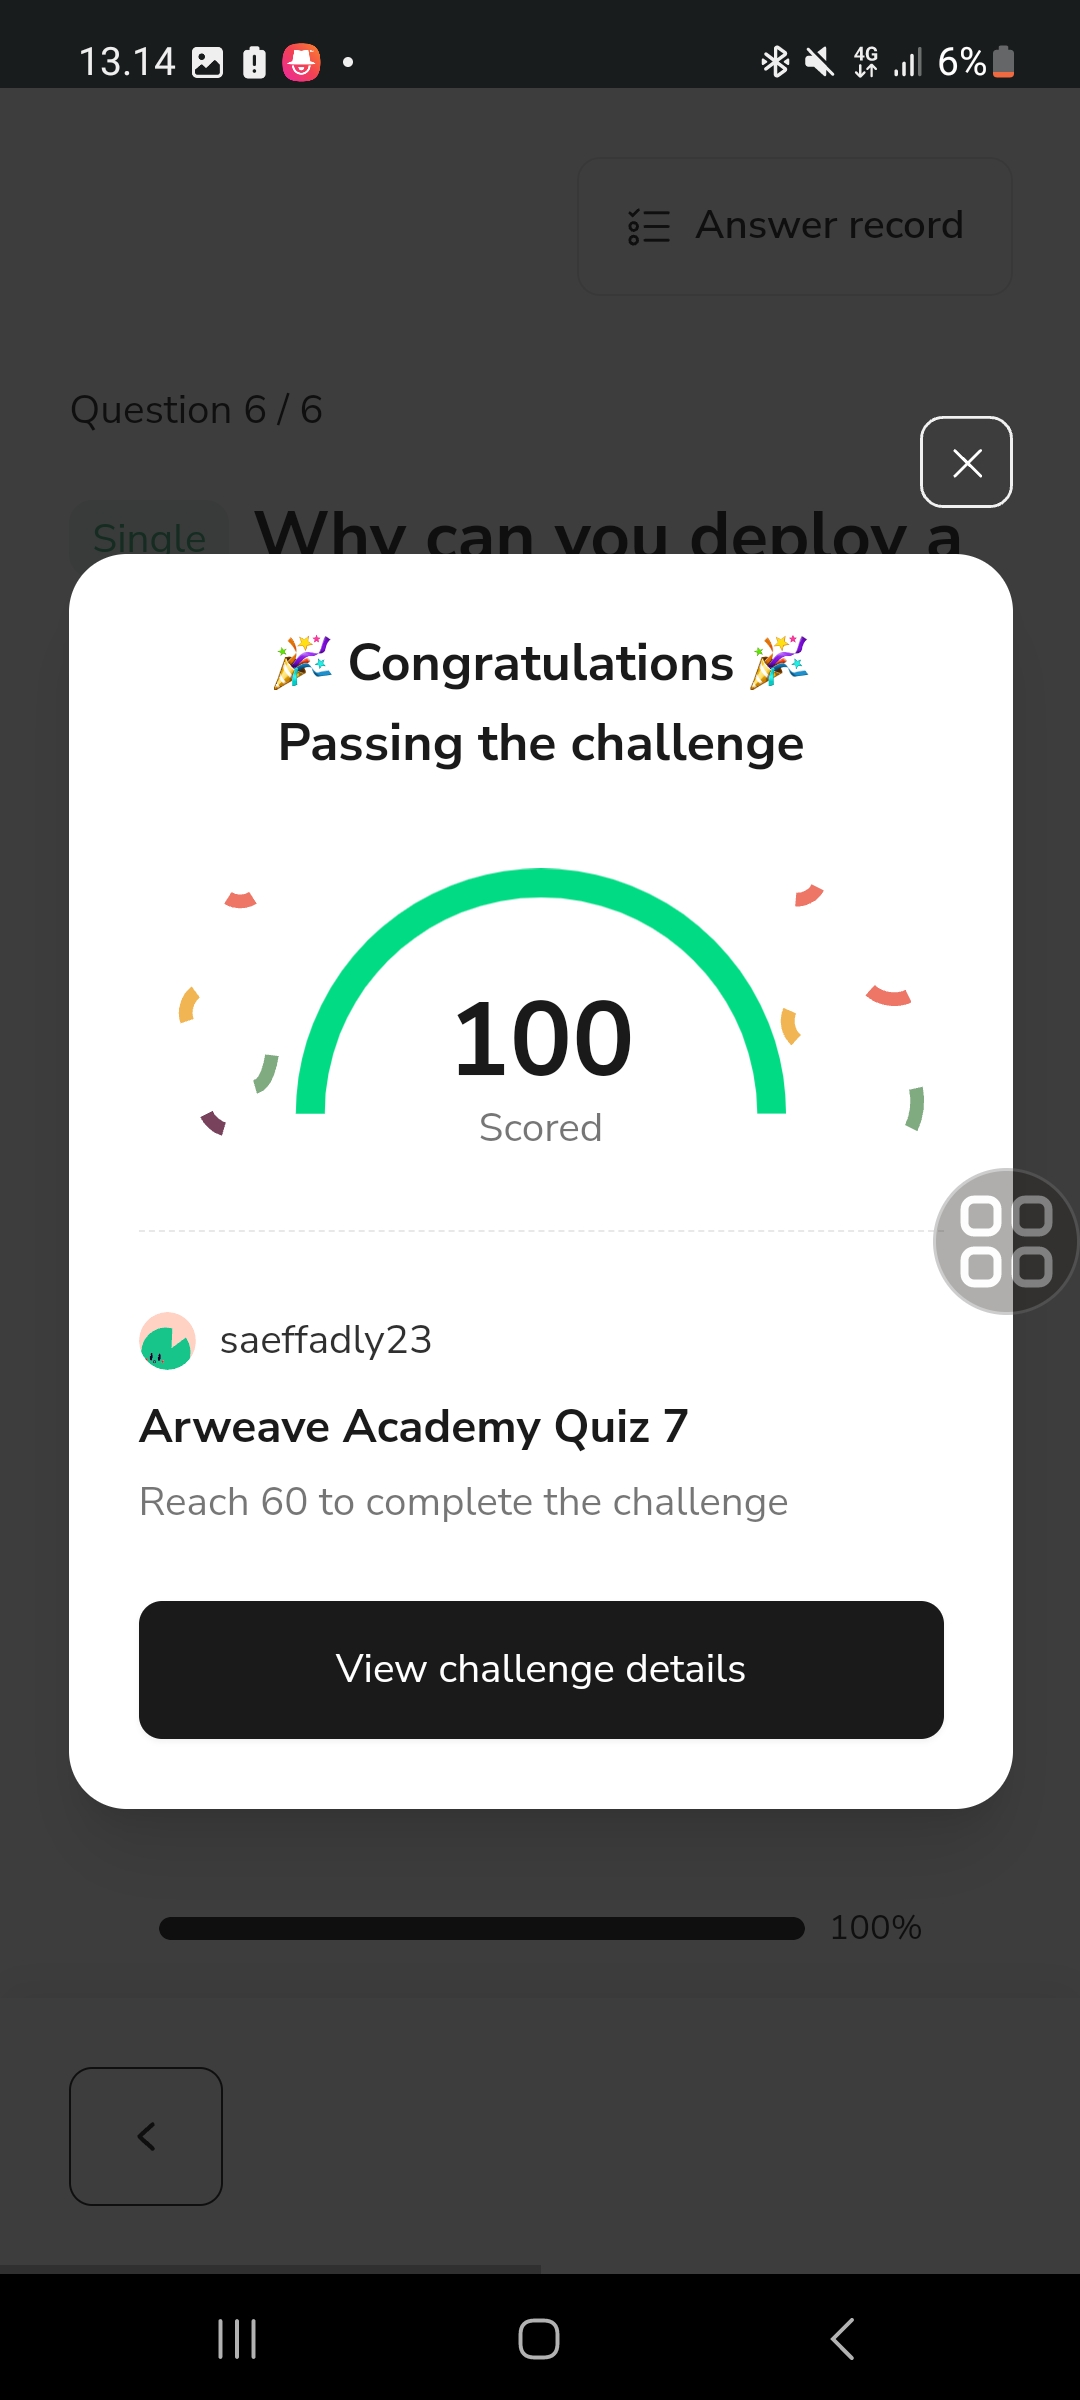 13.14
4G
6%
Answer record
Question 6 / 6
Single
Why can you deploy a
🎉 Congratulations 🎉
Passing the challenge
100
Scored
saeffadly23
Arweave Academy Quiz 7
Reach 60 to complete the challenge
View challenge details
100%